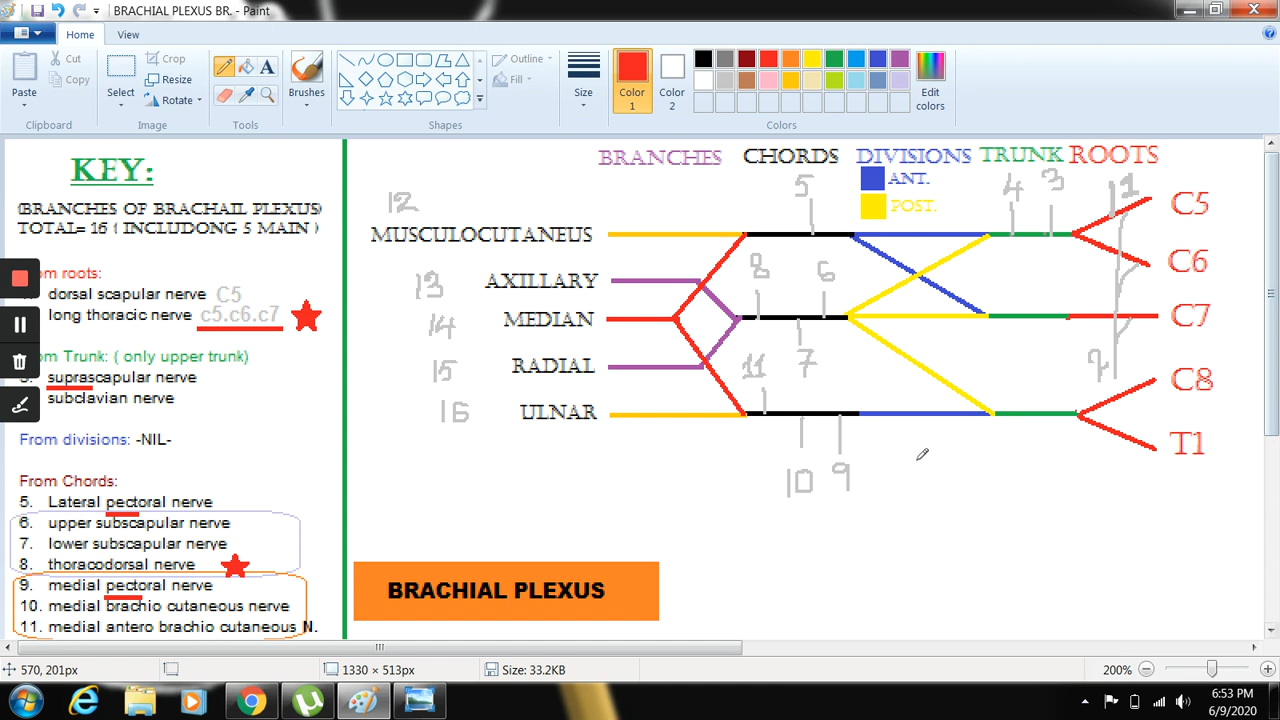 BRACHIAL PLEXUS BR. - Paint
Home
View
Paste
Cut
Copy
Clipboard
Select
Crop
Resize
Rotate
Image
Tools
Brushes
Shapes
Outline
Fill
Size
Color
1
Color
2
Colors
Edit
colors
KEY:
(BRANCHES OF BRACHAIL PLEXUS)
TOTAL= 16 ( INCLUDONG 5 MAIN )
om roots:
dorsal scapular nerve C5
long thoracic nerve c5.c6.c7
om Trunk: ( only upper trunk)
suprascapular nerve
subclavian nerve
From divisions: -NIL-
From Chords:
5. Lateral pectoral nerve
6. upper subscapular nerve
7. lower subscapular nerve
8. thoracodorsal nerve
9. medial pectoral nerve
10. medial brachio cutaneous nerve
11. medial antero brachio cutaneous N.
BRANCHES CHORDS DIVISIONS TRUNK ROOTS
ANT.
POST.
12 5 4 3 1
C5
MUSCULOCUTANEUS
C6
8 6
13 AXILLARY
14 MEDIAN
C7
11 7 2
15 RADIAL
C8
16 ULNAR
T1
10 9
BRACHIAL PLEXUS
570, 201px
1330 × 513px
Size: 33.2KB
200%
6:53 PM
6/9/2020